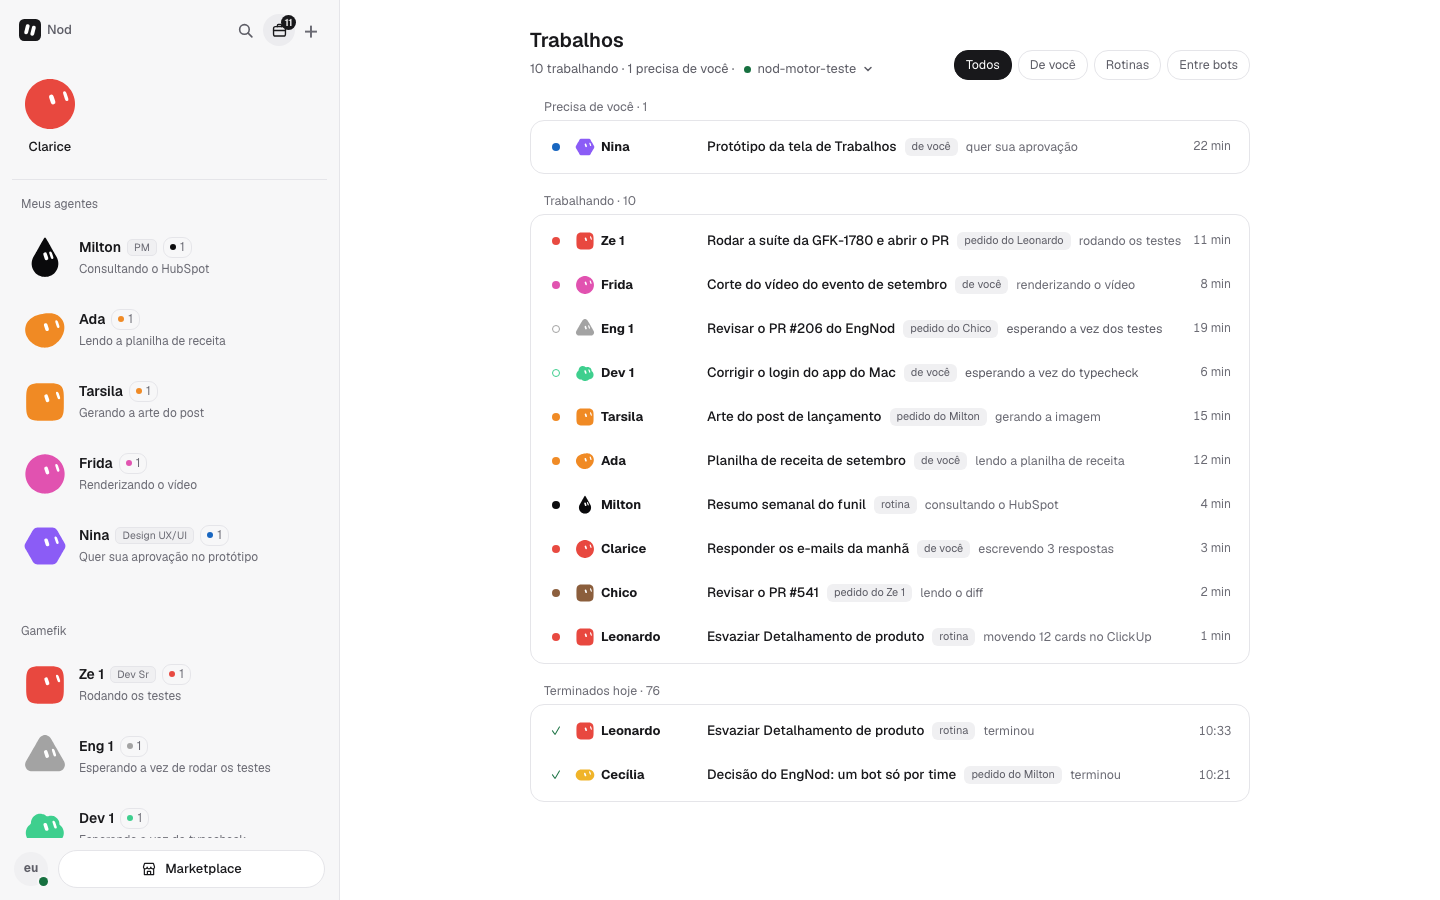 Nod
11
Clarice
Meus agentes
Milton PM 1
Consultando o HubSpot
Ada 1
Lendo a planilha de receita
Tarsila 1
Gerando a arte do post
Frida 1
Renderizando o vídeo
Nina Design UX/UI 1
Quer sua aprovação no protótipo
Gamefik
Ze 1 Dev Sr 1
Rodando os testes
Eng 1 1
Esperando a vez de rodar os testes
Dev 1 1
eu
Marketplace
Trabalhos
10 trabalhando · 1 precisa de você · nod-motor-teste
Todos De você Rotinas Entre bots
Precisa de você · 1
Nina Protótipo da tela de Trabalhos de você quer sua aprovação 22 min
Trabalhando · 10
Ze 1 Rodar a suíte da GFK-1780 e abrir o PR pedido do Leonardo rodando os testes 11 min
Frida Corte do vídeo do evento de setembro de você renderizando o vídeo 8 min
Eng 1 Revisar o PR #206 do EngNod pedido do Chico esperando a vez dos testes 19 min
Dev 1 Corrigir o login do app do Mac de você esperando a vez do typecheck 6 min
Tarsila Arte do post de lançamento pedido do Milton gerando a imagem 15 min
Ada Planilha de receita de setembro de você lendo a planilha de receita 12 min
Milton Resumo semanal do funil rotina consultando o HubSpot 4 min
Clarice Responder os e-mails da manhã de você escrevendo 3 respostas 3 min
Chico Revisar o PR #541 pedido do Ze 1 lendo o diff 2 min
Leonardo Esvaziar Detalhamento de produto rotina movendo 12 cards no ClickUp 1 min
Terminados hoje · 76
Leonardo Esvaziar Detalhamento de produto rotina terminou 10:33
Cecília Decisão do EngNod: um bot só por time pedido do Milton terminou 10:21